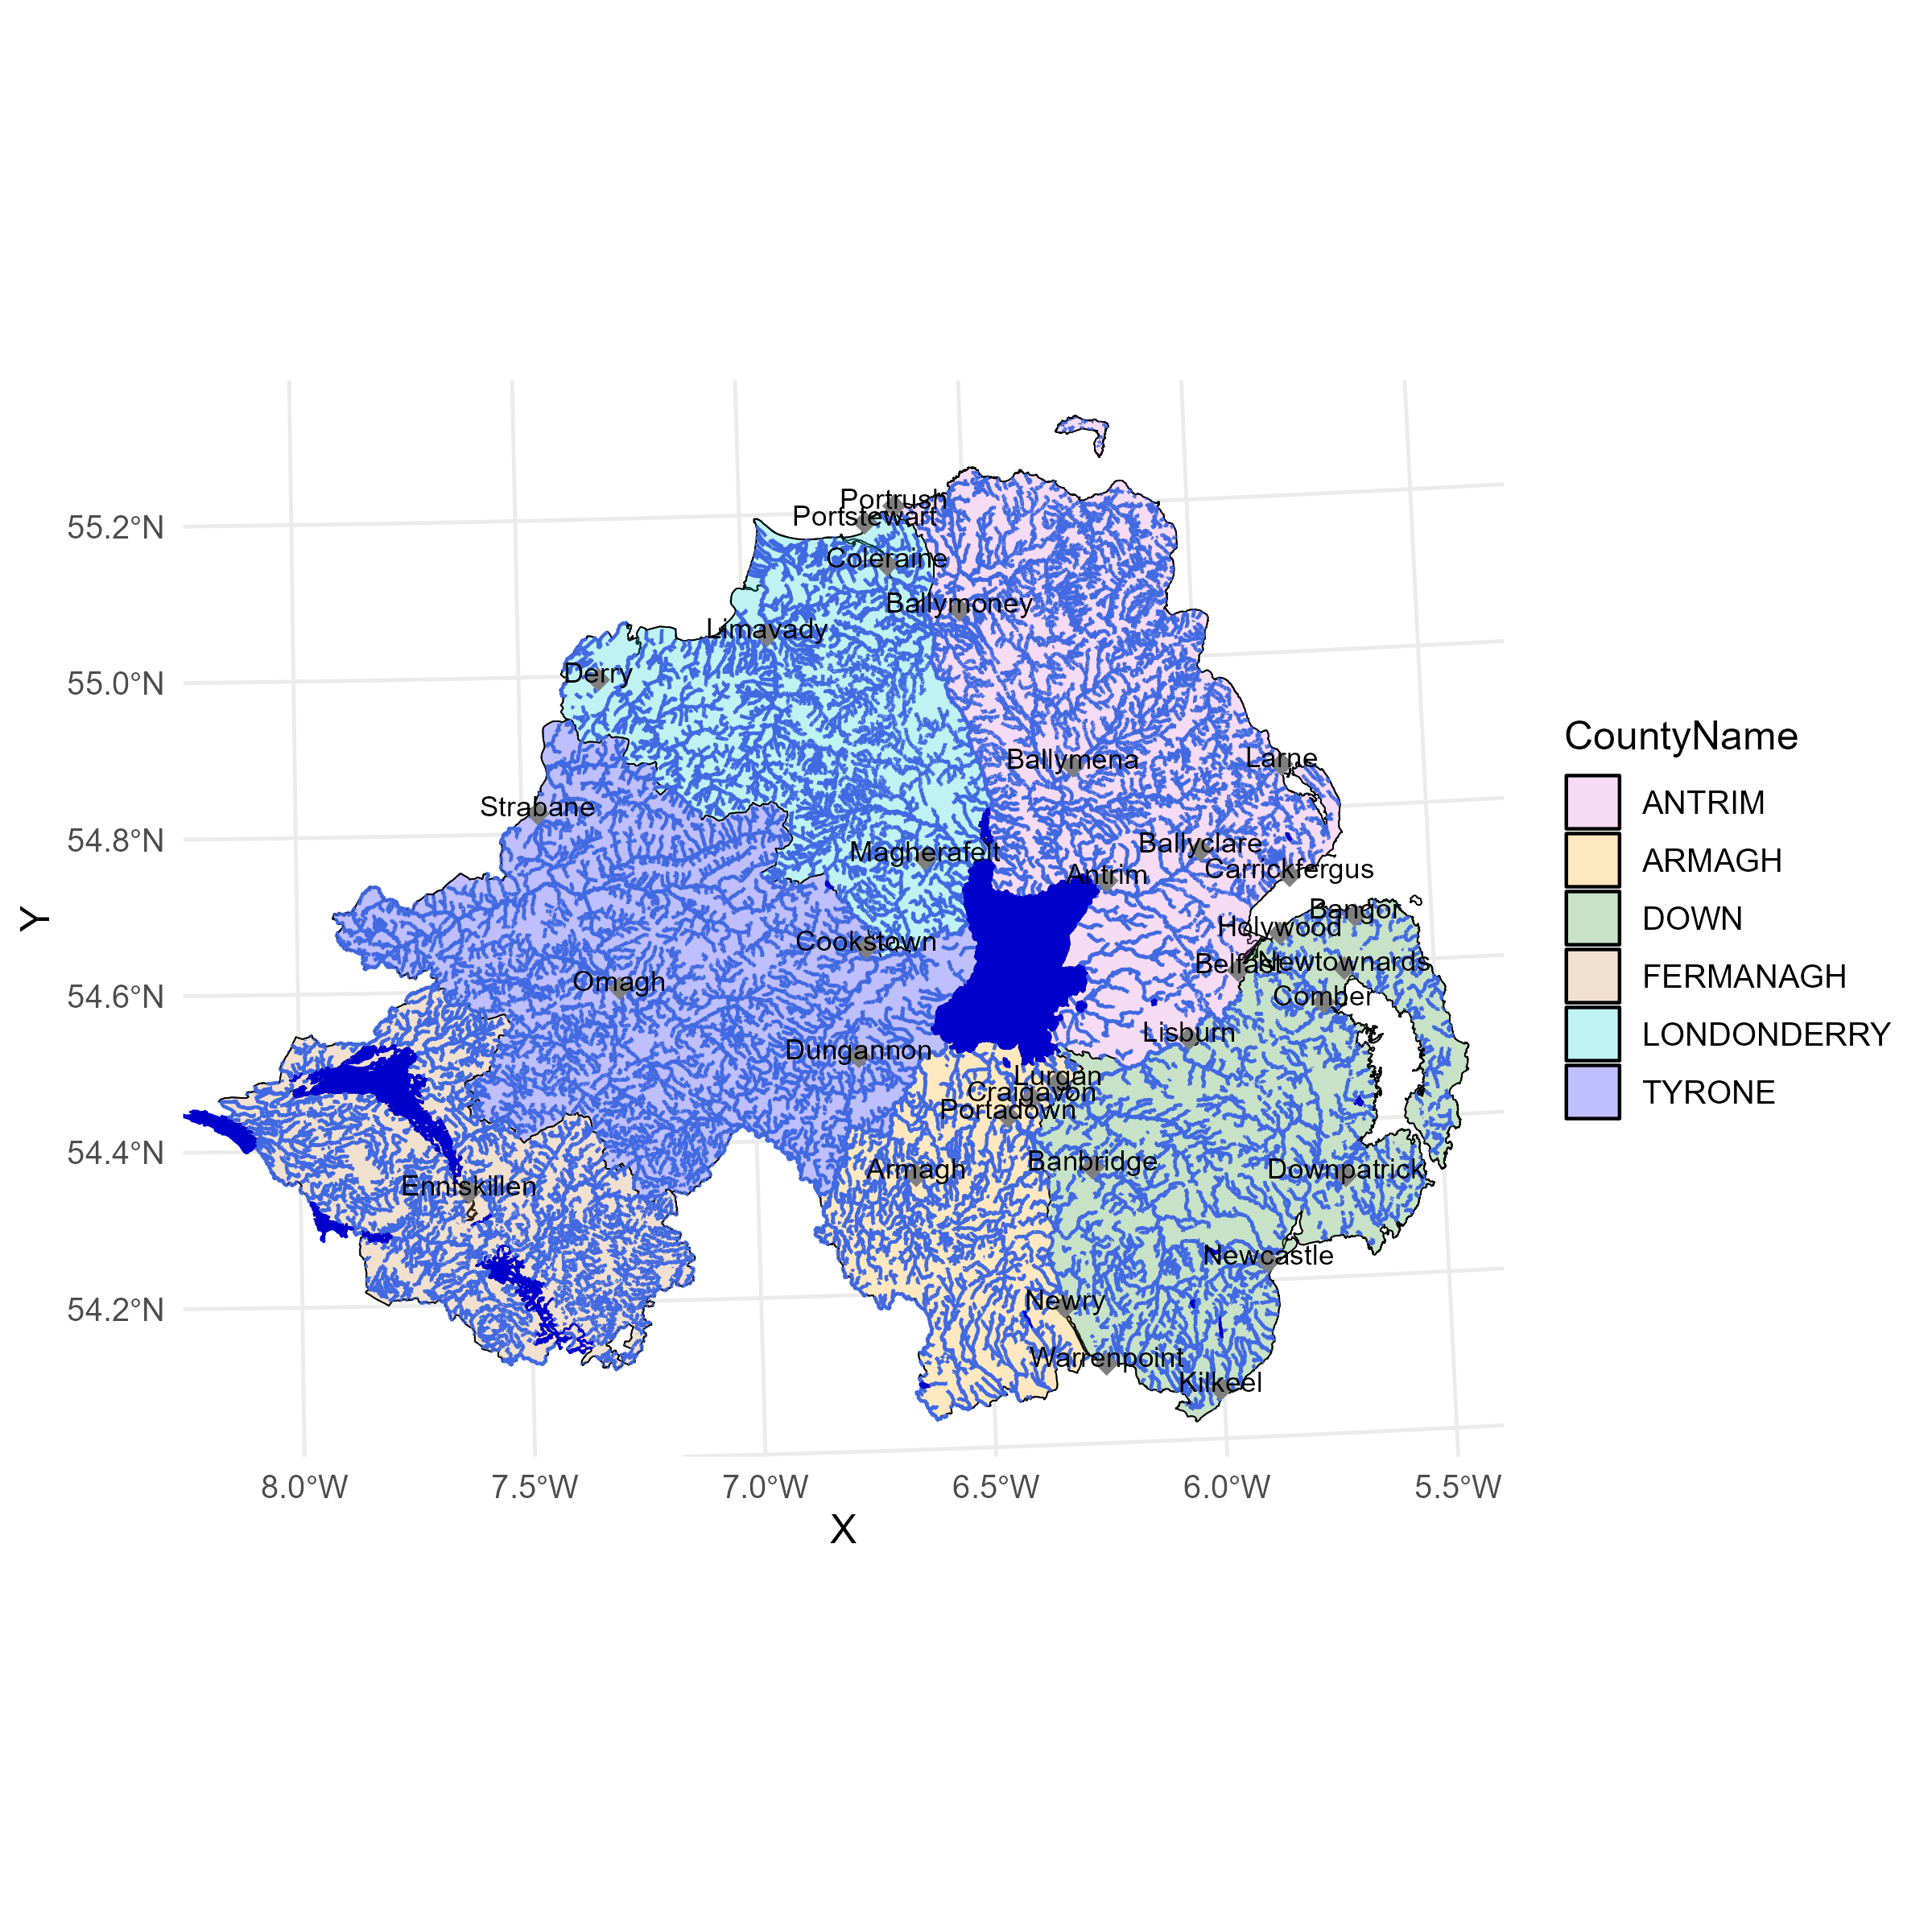 Portrush
Portstewart
Coleraine
Ballymoney
Limavady
Derry
Ballymena
Larne
Strabane
Ballyclare
Magherafelt
Carrickfergus
Antrim
Bangor
Holywood
Cookstown
Belfast
Newtownards
Omagh
Comber
Lisburn
Dungannon
Lurgan
Craigavon
Portadown
Banbridge
Armagh
Downpatrick
Enniskillen
Newcastle
Newry
Warrenpoint
Kilkeel
55.2°N
55.0°N
54.8°N
54.6°N
54.4°N
54.2°N
Y
8.0°W 7.5°W 7.0°W 6.5°W 6.0°W 5.5°W
X
CountyName
ANTRIM
ARMAGH
DOWN
FERMANAGH
LONDONDERRY
TYRONE